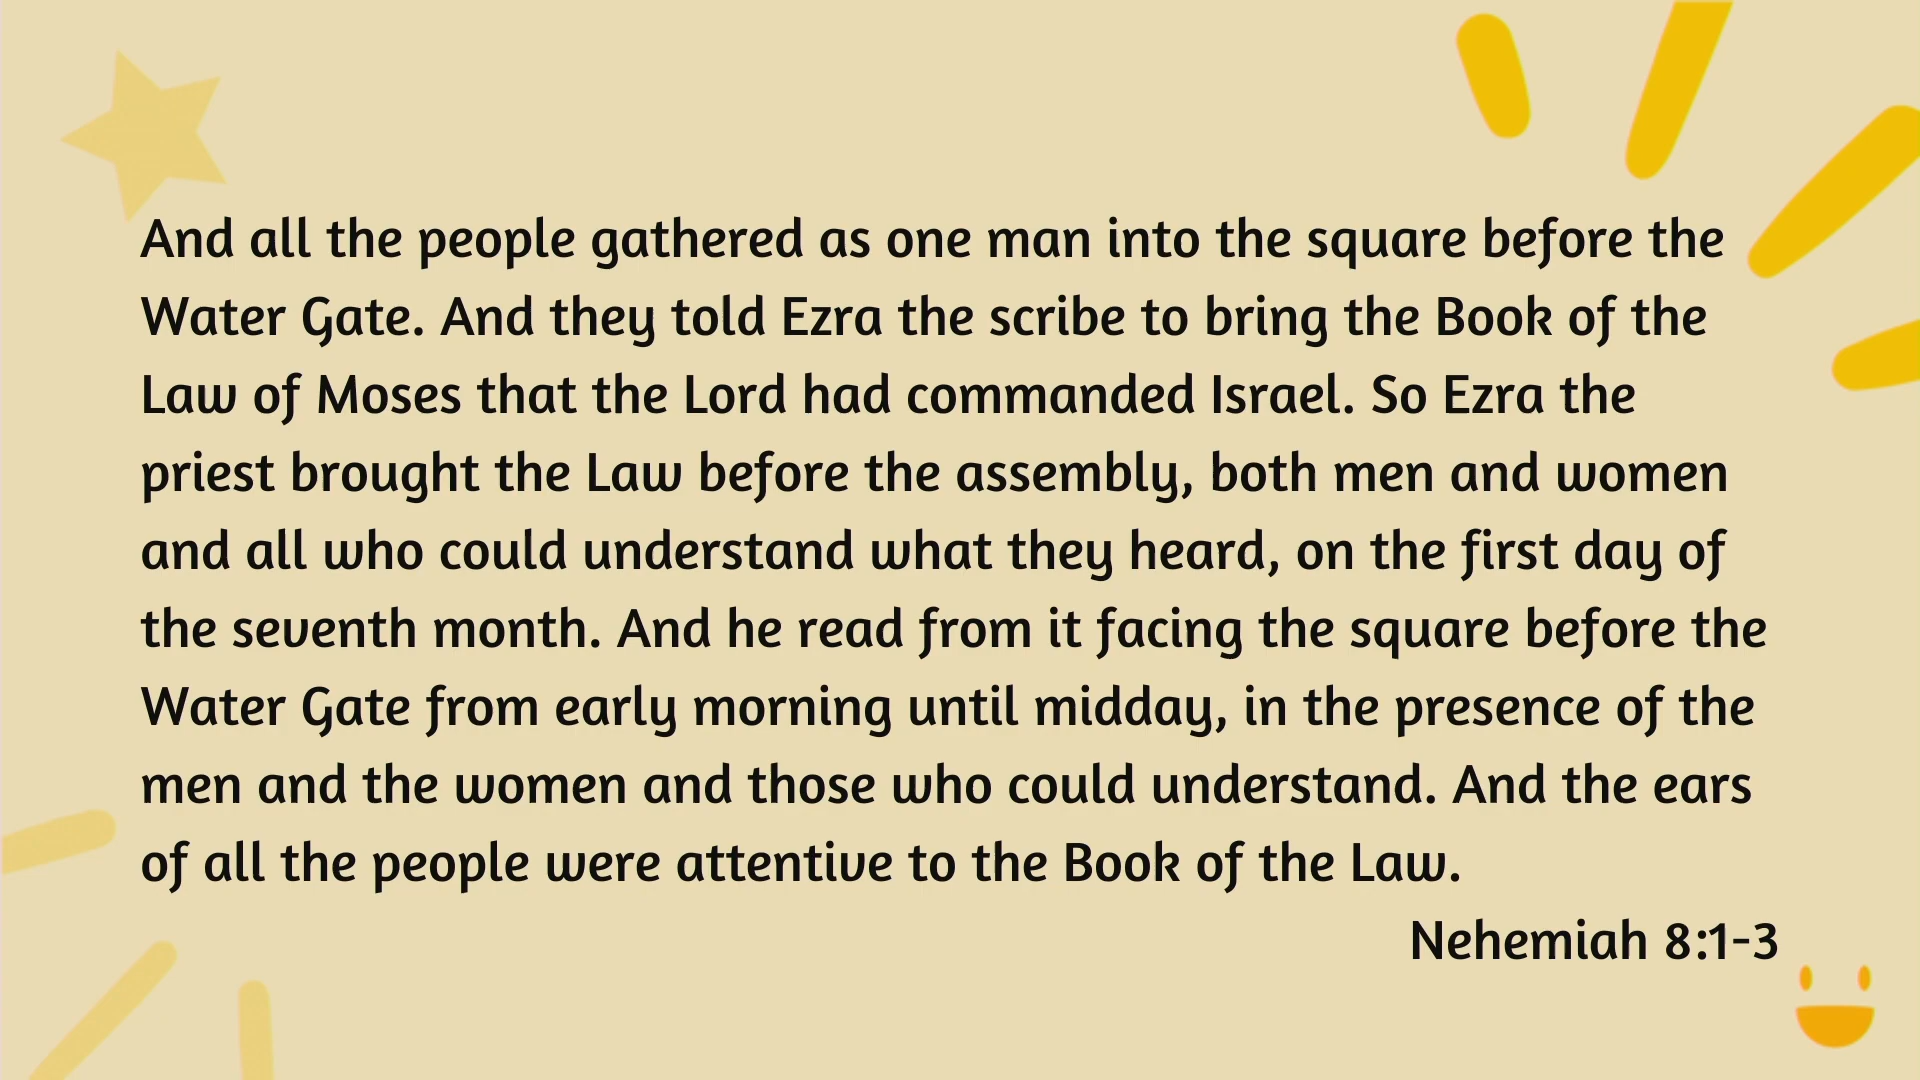 And all the people gathered as one man into the square before the
Water Gate. And they told Ezra the scribe to bring the Book of the
Law of Moses that the Lord had commanded Israel. So Ezra the
priest brought the Law before the assembly, both men and women
and all who could understand what they heard, on the first day of
the seventh month. And he read from it facing the square before the
Water Gate from early morning until midday, in the presence of the
men and the women and those who could understand. And the ears
of all the people were attentive to the Book of the Law.
Nehemiah 8:1-3